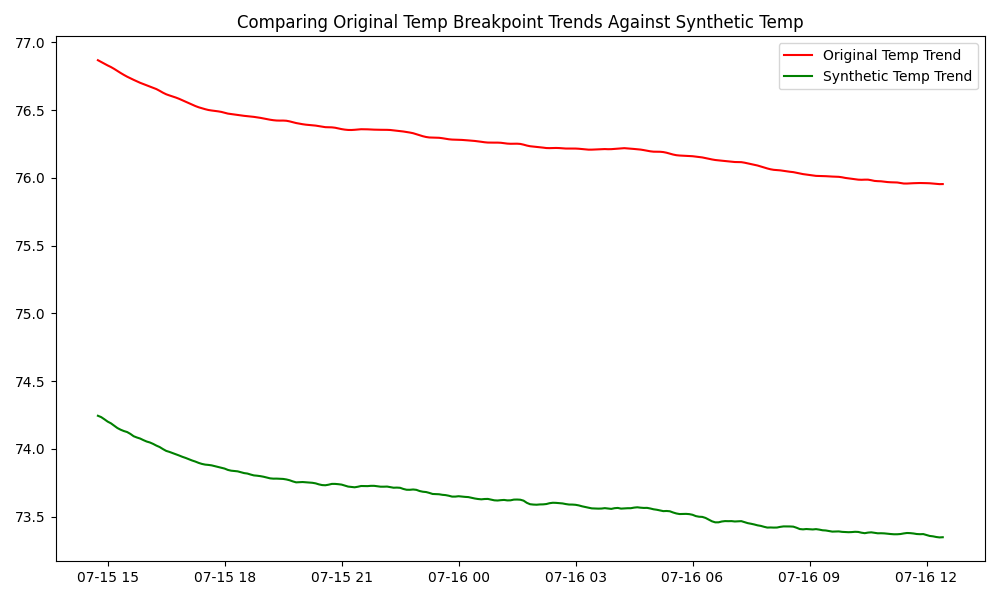 Comparing Original Temp Breakpoint Trends Against Synthetic Temp
Original Temp Trend
Synthetic Temp Trend
77.0
76.5
76.0
75.5
75.0
74.5
74.0
73.5
07-15 15 07-15 18 07-15 21 07-16 00 07-16 03 07-16 06 07-16 09 07-16 12